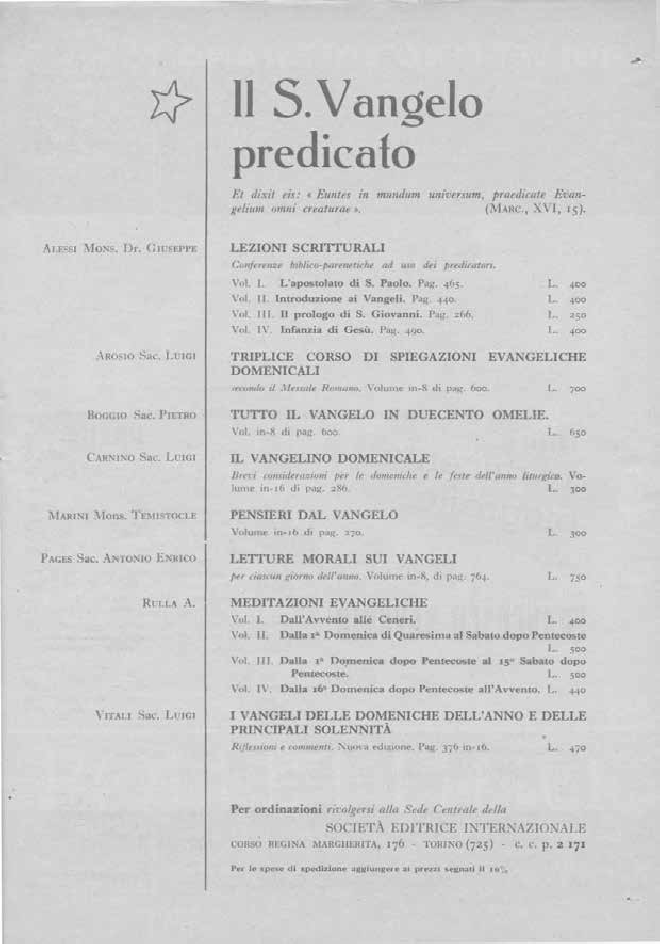 Il S. Vangelo
predicato
Et dixit eis: « Euntes in mundum universum, praedicate Evan-
gelium omni creaturae ». (MARC., XVI, 15).
ALESSI MONS. DR. GIUSEPPE LEZIONI SCRITTURALI
Conferenze biblico-parenetiche ad uso dei predicatori.
Vol. I. L'apostolato di S. Paolo. Pag. 465. L. 400
Vol. II. Introduzione ai Vangeli. Pag. 440. L. 400
Vol. III. Il prologo di S. Giovanni. Pag. 266. L. 250
Vol. IV. Infanzia di Gesù. Pag. 490. L. 400
AROSIO SAC. LUIGI TRIPLICE CORSO DI SPIEGAZIONI EVANGELICHE
DOMENICALI
secondo il Messale Romano. Volume in-8 di pag. 600. L. 700
BOGGIO SAC. PIETRO TUTTO IL VANGELO IN DUECENTO OMELIE.
Vol. in-8 di pag. 600. L. 650
CARNINO SAC. LUIGI IL VANGELINO DOMENICALE
Brevi considerazioni per le domeniche e le feste dell'anno liturgico. Vo-
lume in-16 di pag. 286. L. 300
MARINI MONS. TEMISTOCLE PENSIERI DAL VANGELO
Volume in-16 di pag. 270. L. 300
PAGES SAC. ANTONIO ENRICO LETTURE MORALI SUI VANGELI
per ciascun giorno dell'anno. Volume in-8, di pag. 764. L. 750
RULLA A. MEDITAZIONI EVANGELICHE
Vol. I. Dall'Avvento alle Ceneri. L. 400
Vol. II. Dalla 1ª Domenica di Quaresima al Sabato dopo Pentecoste
L. 500
Vol. III. Dalla 1ª Domenica dopo Pentecoste al 15º Sabato dopo
Pentecoste. L. 500
Vol. IV. Dalla 16ª Domenica dopo Pentecoste all'Avvento. L. 440
VITALI SAC. LUIGI I VANGELI DELLE DOMENICHE DELL'ANNO E DELLE
PRINCIPALI SOLENNITÀ
Riflessioni e commenti. Nuova edizione. Pag. 376 in-16. L. 470
Per ordinazioni rivolgersi alla Sede Centrale della
SOCIETÀ EDITRICE INTERNAZIONALE
CORSO REGINA MARGHERITA, 176 - TORINO (725) - c. c. p. 2 171
Per le spese di spedizione aggiungere ai prezzi segnati il 10%